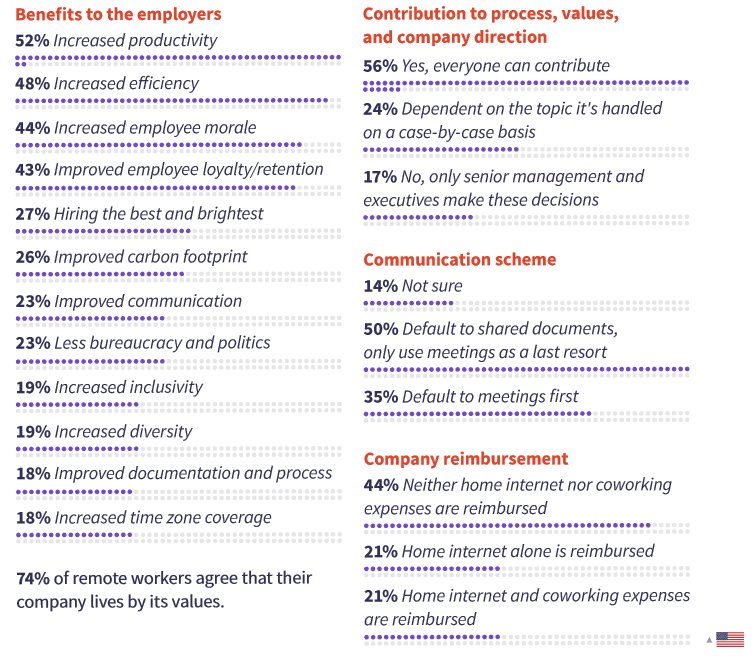 Benefits to the employers
52% Increased productivity
48% Increased efficiency
44% Increased employee morale
43% Improved employee loyalty/retention
27% Hiring the best and brightest
26% Improved carbon footprint
23% Improved communication
23% Less bureaucracy and politics
19% Increased inclusivity
19% Increased diversity
18% Improved documentation and process
18% Increased time zone coverage
74% of remote workers agree that their
company lives by its values.
Contribution to process, values,
and company direction
56% Yes, everyone can contribute
24% Dependent on the topic it's handled
on a case-by-case basis
17% No, only senior management and
executives make these decisions
Communication scheme
14% Not sure
50% Default to shared documents,
only use meetings as a last resort
35% Default to meetings first
Company reimbursement
44% Neither home internet nor coworking
expenses are reimbursed
21% Home internet alone is reimbursed
21% Home internet and coworking expenses
are reimbursed